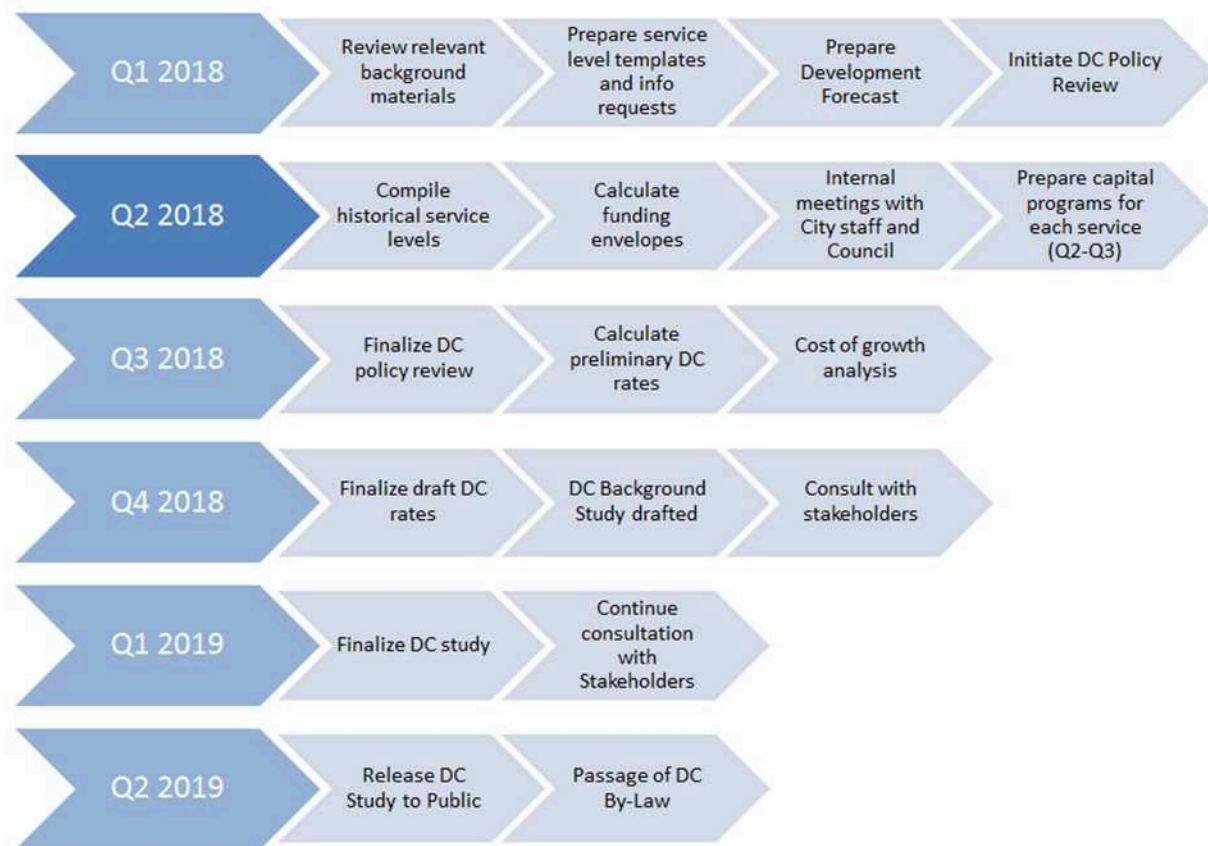 Q1 2018
Review relevant
background
materials
Prepare service
level templates
and info
requests
Prepare
Development
Forecast
Initiate DC Policy
Review
Q2 2018
Compile
historical service
levels
Calculate
funding
envelopes
Internal
meetings with
City staff and
Council
Prepare capital
programs for
each service
(Q2-Q3)
Q3 2018
Finalize DC
policy review
Calculate
preliminary DC
rates
Cost of growth
analysis
Q4 2018
Finalize draft DC
rates
DC Background
Study drafted
Consult with
stakeholders
Q1 2019
Finalize DC study
Continue
consultation
with
Stakeholders
Q2 2019
Release DC
Study to Public
Passage of DC
By-Law